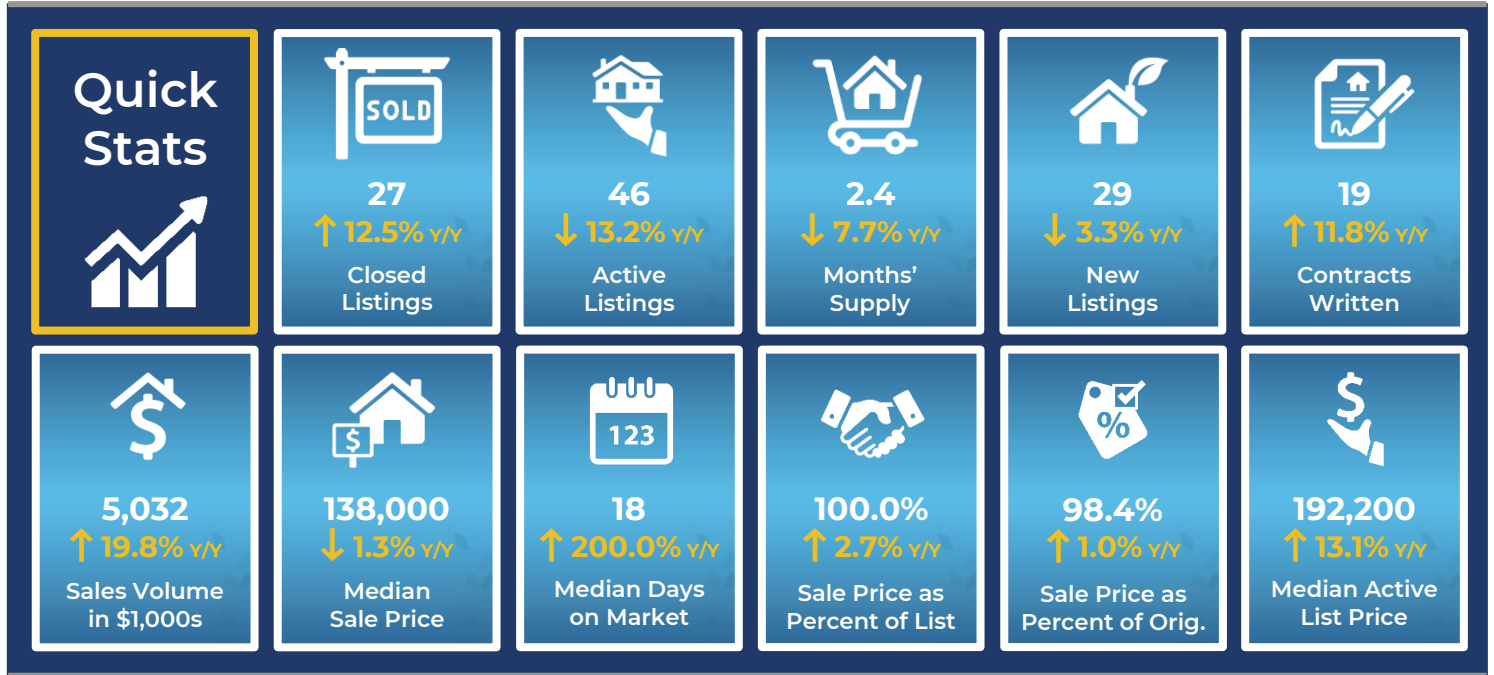 Quick
Stats
SOLD
27
↑ 12.5% Y/Y
Closed
Listings
46
↓ 13.2% Y/Y
Active
Listings
2.4
↓ 7.7% Y/Y
Months’
Supply
29
↓ 3.3% Y/Y
New
Listings
19
↑ 11.8% Y/Y
Contracts
Written
$
5,032
↑ 19.8% Y/Y
Sales Volume
in $1,000s
$
138,000
↓ 1.3% Y/Y
Median
Sale Price
123
18
↑ 200.0% Y/Y
Median Days
on Market
100.0%
↑ 2.7% Y/Y
Sale Price as
Percent of List
%
98.4%
↑ 1.0% Y/Y
Sale Price as
Percent of Orig.
$
192,200
↑ 13.1% Y/Y
Median Active
List Price